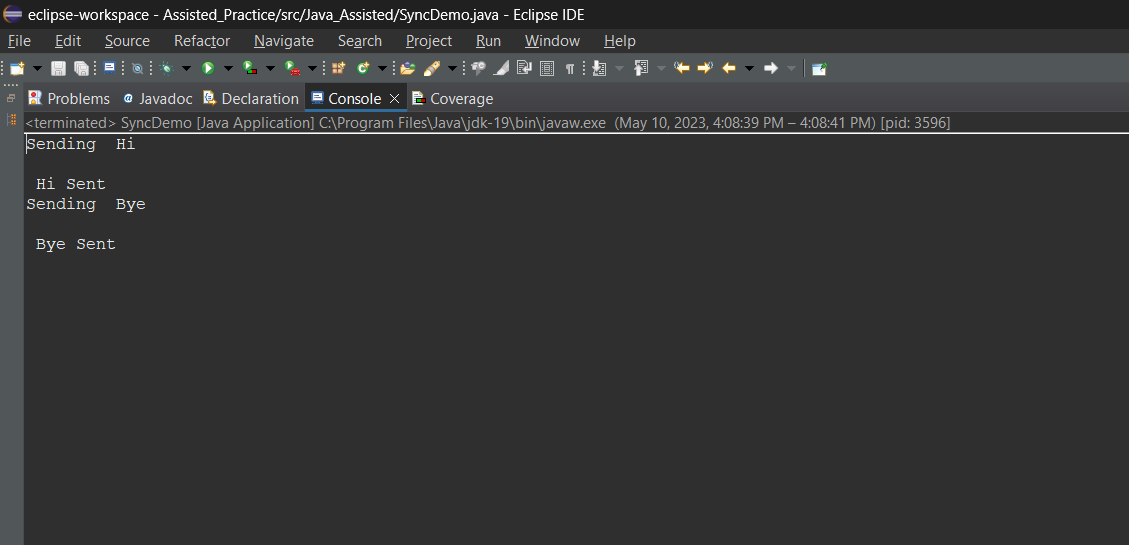 eclipse-workspace - Assisted_Practice/src/Java_Assisted/SyncDemo.java - Eclipse IDE
File Edit Source Refactor Navigate Search Project Run Window Help
Problems @ Javadoc Declaration Console Coverage
<terminated> SyncDemo [Java Application] C:\Program Files\Java\jdk-19\bin\javaw.exe (May 10, 2023, 4:08:39 PM – 4:08:41 PM) [pid: 3596]
Sending  Hi
 Hi Sent
Sending  Bye
 Bye Sent